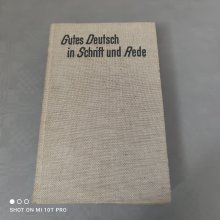 Gutes Deutsch
in Schrift und Rede
SHOT ON MI 10T PRO